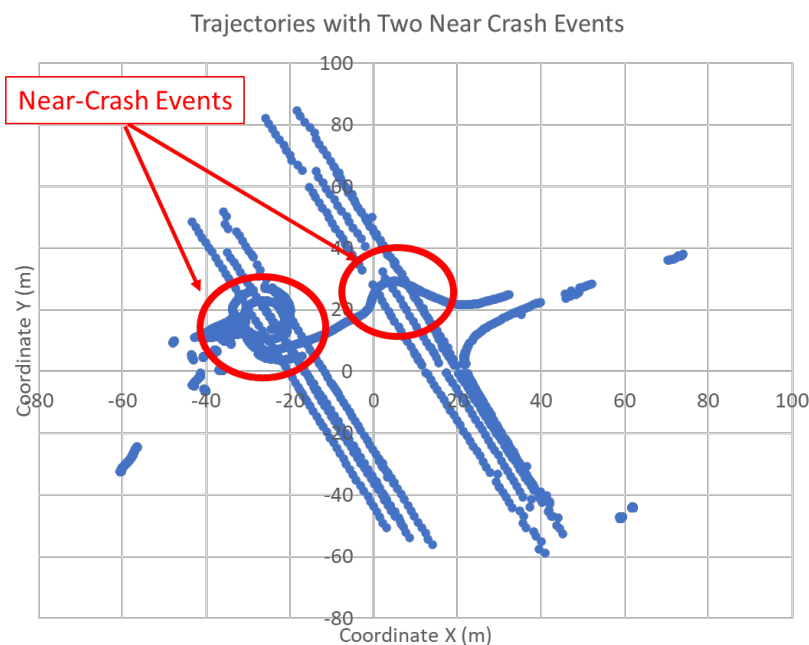 Trajectories with Two Near Crash Events
Near-Crash Events
100
80
60
40
20
0
-20
-40
-60
-80
-80 -60 -40 -20 0 20 40 60 80 100
Coordinate Y (m)
Coordinate X (m)